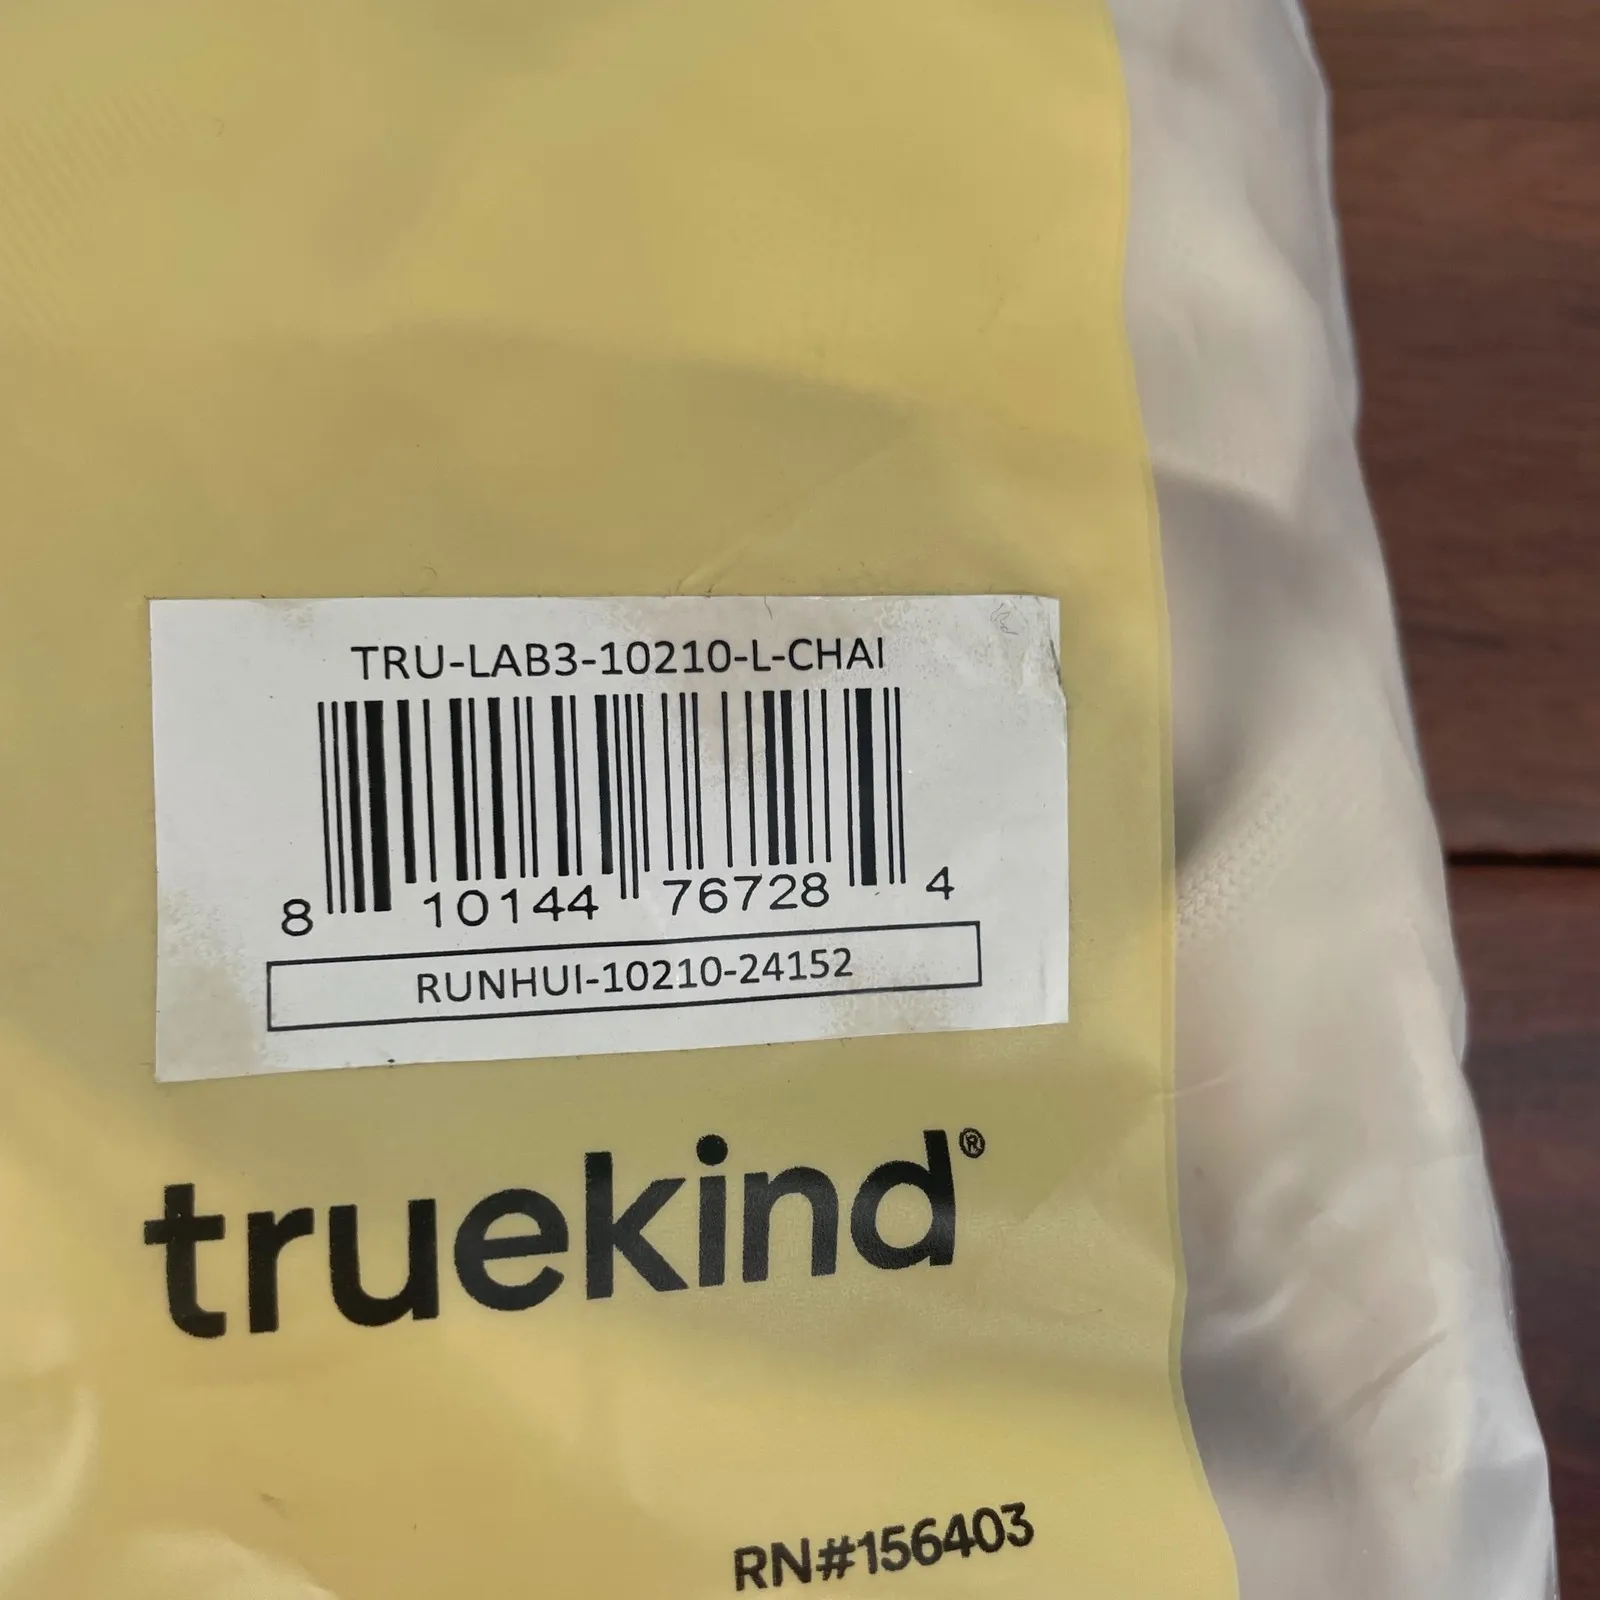 TRU-LAB3-10210-L-CHAI
8 10144 76728 4
RUNHUI-10210-24152
truekind®
RN#156403